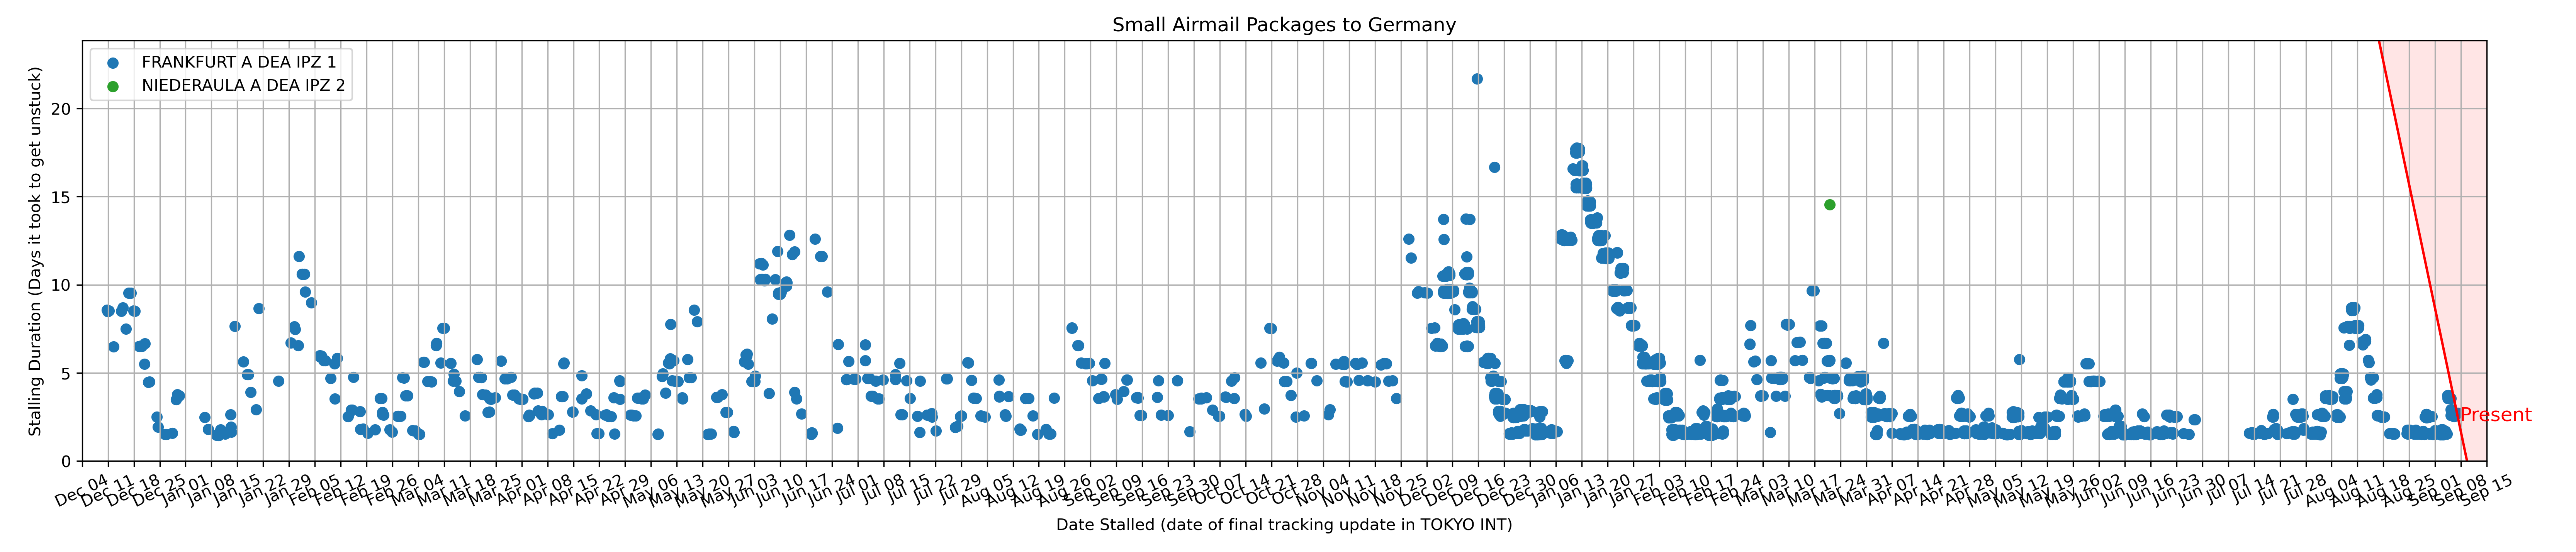 Small Airmail Packages to Germany
FRANKFURT A DEA IPZ 1
NIEDERAULA A DEA IPZ 2
Stalling Duration (Days it took to get unstuck)
20
15
10
5
0
Present
Dec 04
Dec 11
Dec 18
Dec 25
Jan 01
Jan 08
Jan 15
Jan 22
Jan 29
Feb 05
Feb 12
Feb 19
Feb 26
Mar 04
Mar 11
Mar 18
Mar 25
Apr 01
Apr 08
Apr 15
Apr 22
Apr 29
May 06
May 13
May 20
May 27
Jun 03
Jun 10
Jun 17
Jun 24
Jul 01
Jul 08
Jul 15
Jul 22
Jul 29
Aug 05
Aug 12
Aug 19
Aug 26
Sep 02
Sep 09
Sep 16
Sep 23
Sep 30
Oct 07
Oct 14
Oct 21
Oct 28
Nov 04
Nov 11
Nov 18
Nov 25
Dec 02
Dec 09
Dec 16
Dec 23
Dec 30
Jan 06
Jan 13
Jan 20
Jan 27
Feb 03
Feb 10
Feb 17
Feb 24
Mar 03
Mar 10
Mar 17
Mar 24
Mar 31
Apr 07
Apr 14
Apr 21
Apr 28
May 05
May 12
May 19
May 26
Jun 02
Jun 09
Jun 16
Jun 23
Jun 30
Jul 07
Jul 14
Jul 21
Jul 28
Aug 04
Aug 11
Aug 18
Aug 25
Sep 01
Sep 08
Sep 15
Date Stalled (date of final tracking update in TOKYO INT)